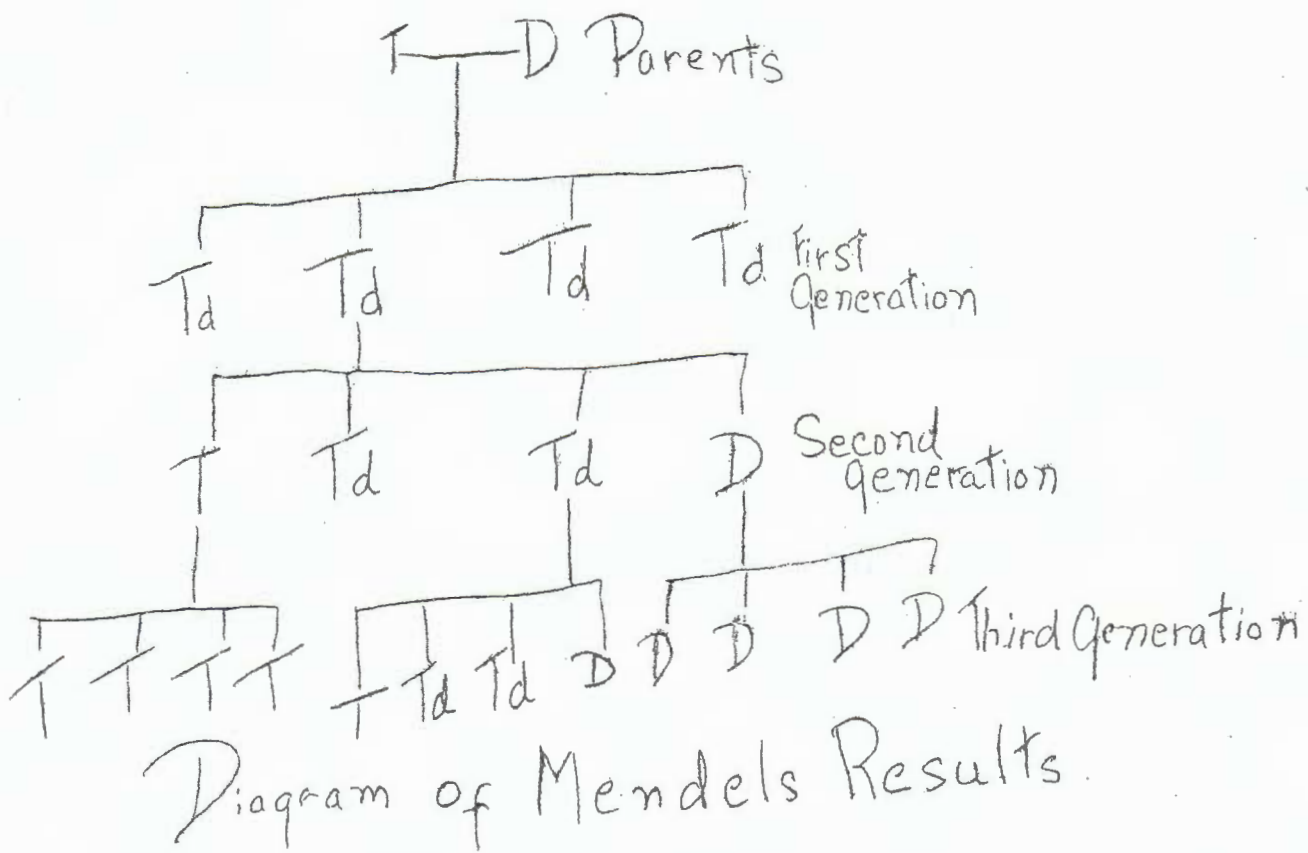 T D Parents
Td Td Td Td First
Generation
T Td Td D Second
generation
T T T T T Td Td D D D D D Third Generation
Diagram of Mendels Results.